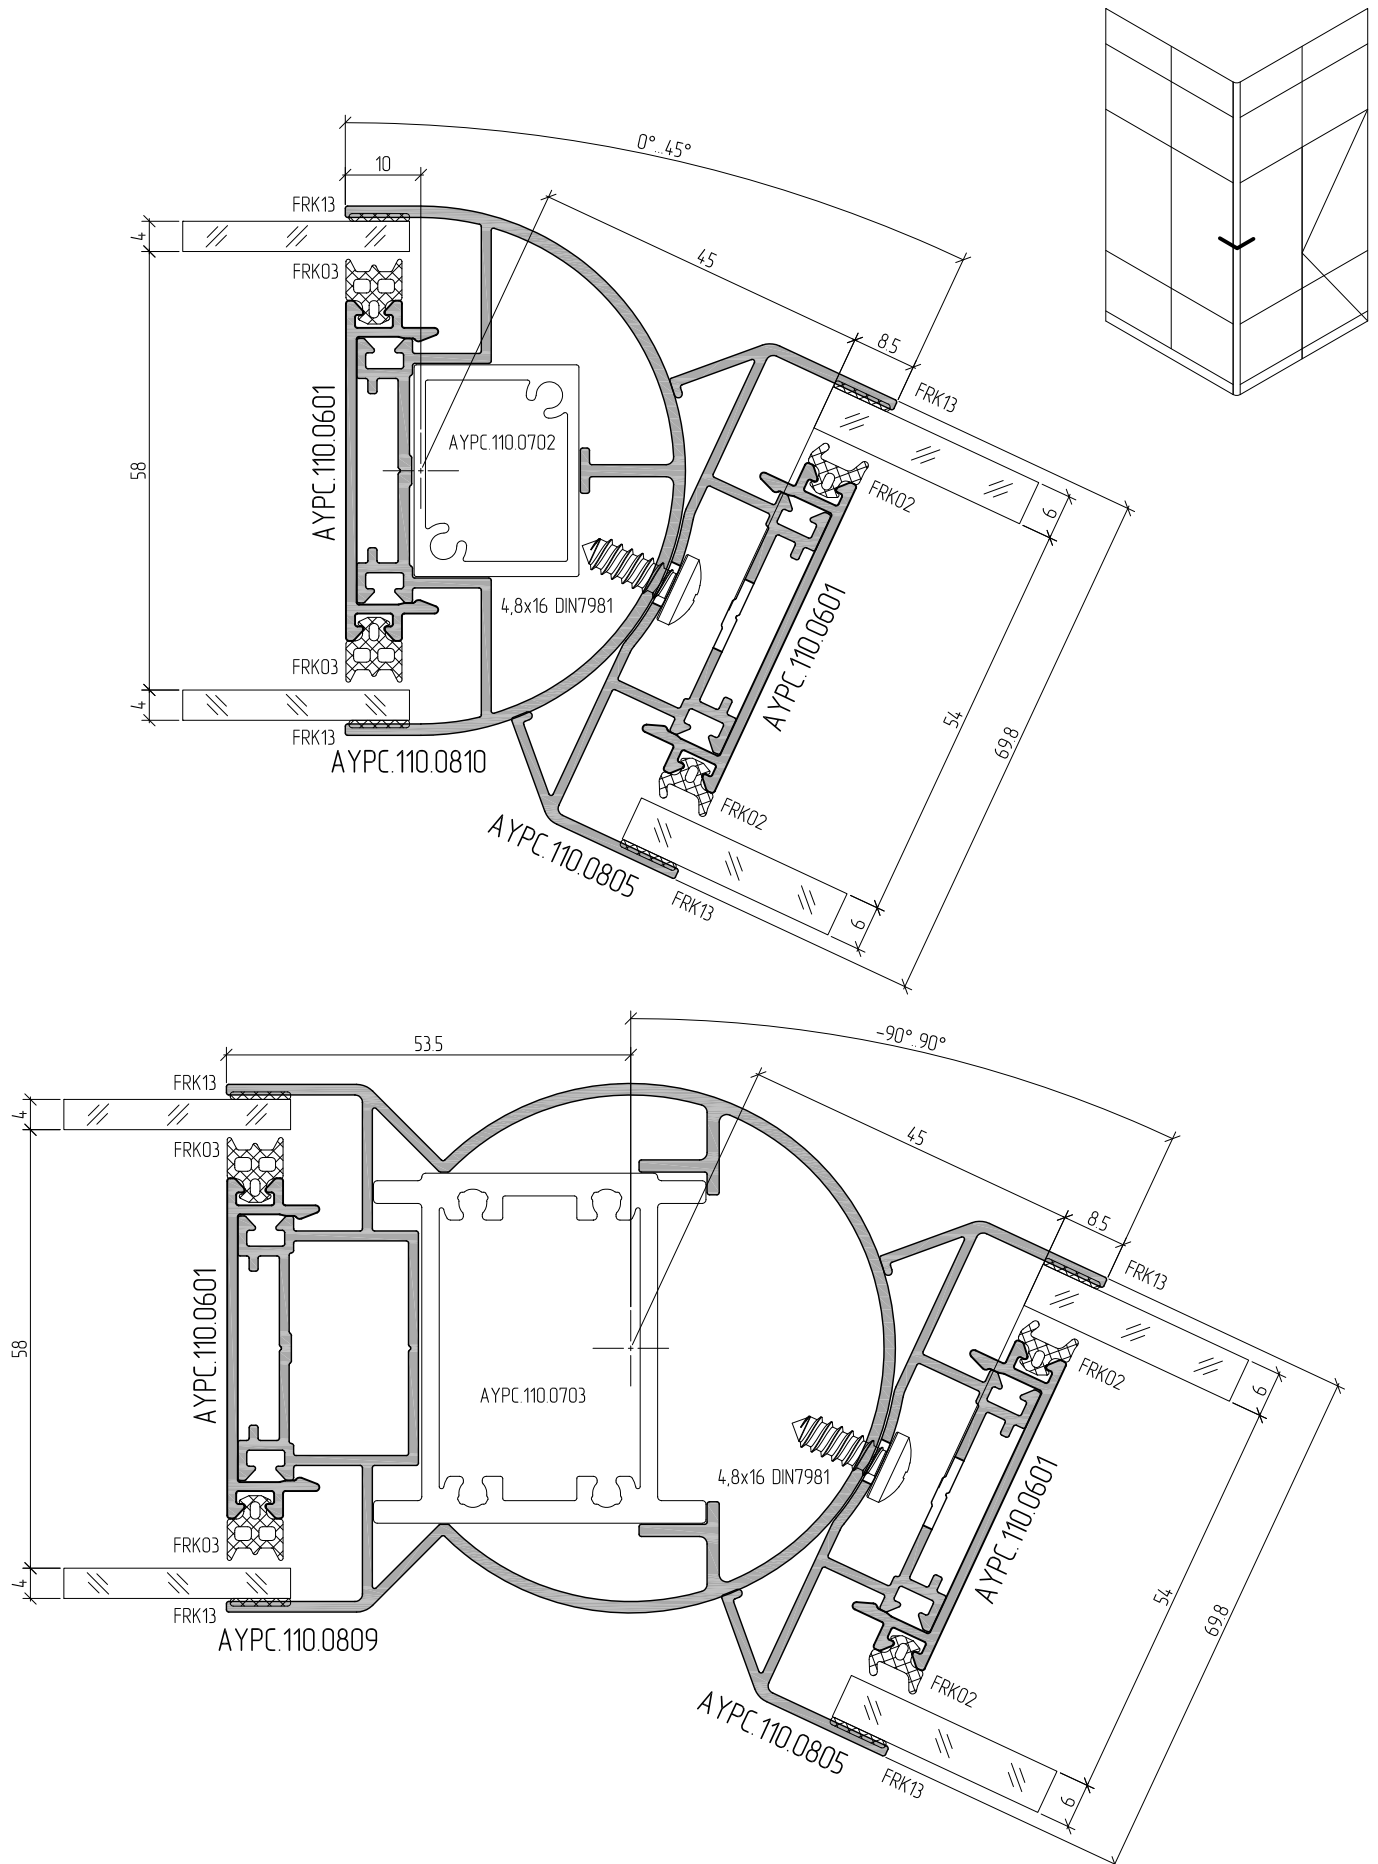 0°...45°
10
FRK13
4
45
FRK03
8.5
FRK13
AYPC.110.0601
AYPC.110.0702
58
FRK02
6
4,8x16 DIN7981
AYPC.110.0601
FRK03
4
FRK13
AYPC.110.0810
54
69.8
FRK02
AYPC.110.0805
FRK13
6
53.5
-90°...90°
FRK13
4
45
FRK03
8.5
FRK13
AYPC.110.0601
58
FRK02
6
AYPC.110.0703
4,8x16 DIN7981
AYPC.110.0601
FRK03
4
FRK13
AYPC.110.0809
54
69.8
FRK02
AYPC.110.0805
FRK13
6